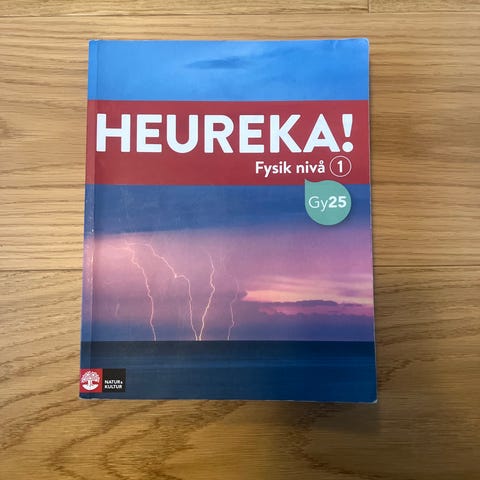 HEUREKA!
Fysik nivå 1
Gy25
NATUR&
KULTUR